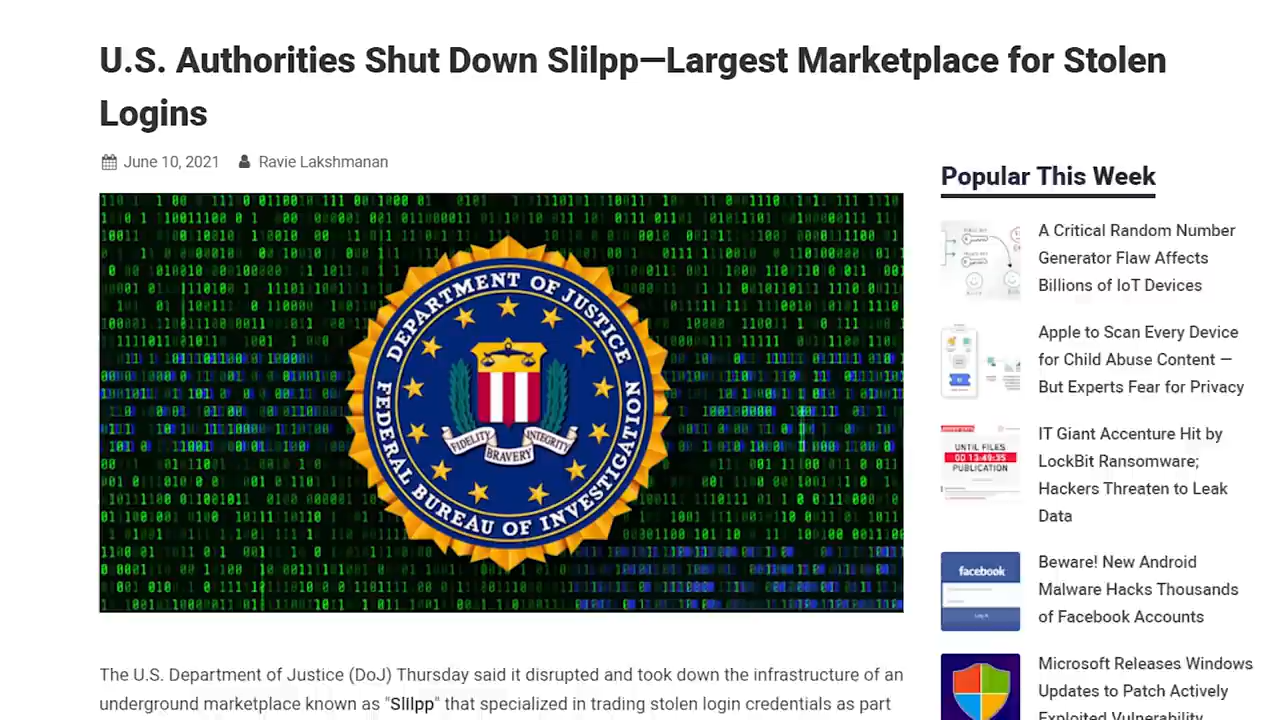 U.S. Authorities Shut Down Slilpp—Largest Marketplace for Stolen
Logins
June 10, 2021 Ravie Lakshmanan
DEPARTMENT OF JUSTICE
FEDERAL BUREAU OF INVESTIGATION
FIDELITY
BRAVERY
INTEGRITY
The U.S. Department of Justice (DoJ) Thursday said it disrupted and took down the infrastructure of an
underground marketplace known as "Slilpp" that specialized in trading stolen login credentials as part
Popular This Week
A Critical Random Number
Generator Flaw Affects
Billions of IoT Devices
Apple to Scan Every Device
for Child Abuse Content —
But Experts Fear for Privacy
UNTIL FILES
PUBLICATION
IT Giant Accenture Hit by
LockBit Ransomware;
Hackers Threaten to Leak
Data
facebook
Beware! New Android
Malware Hacks Thousands
of Facebook Accounts
Microsoft Releases Windows
Updates to Patch Actively
Exploited Vulnerability